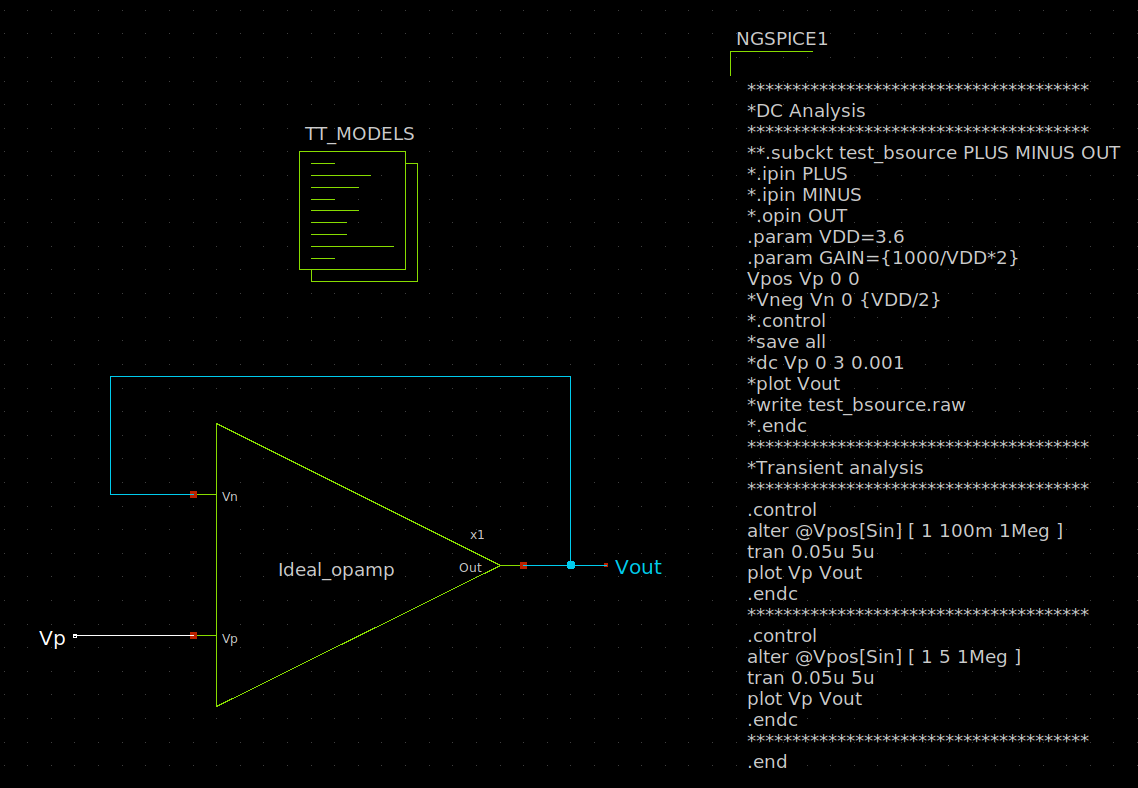 NGSPICE1
*************************************
*DC Analysis
*************************************
**.subckt test_bsource PLUS MINUS OUT
*.ipin PLUS
*.ipin MINUS
*.opin OUT
.param VDD=3.6
.param GAIN={1000/VDD*2}
Vpos Vp 0 0
*Vneg Vn 0 {VDD/2}
*.control
*save all
*dc Vp 0 3 0.001
*plot Vout
*write test_bsource.raw
*.endc
*************************************
*Transient analysis
*************************************
.control
alter @Vpos[Sin] [ 1 100m 1Meg ]
tran 0.05u 5u
plot Vp Vout
.endc
*************************************
.control
alter @Vpos[Sin] [ 1 5 1Meg ]
tran 0.05u 5u
plot Vp Vout
.endc
*************************************
.end
TT_MODELS
Vn
x1
Ideal_opamp
Out
Vout
Vp
Vp